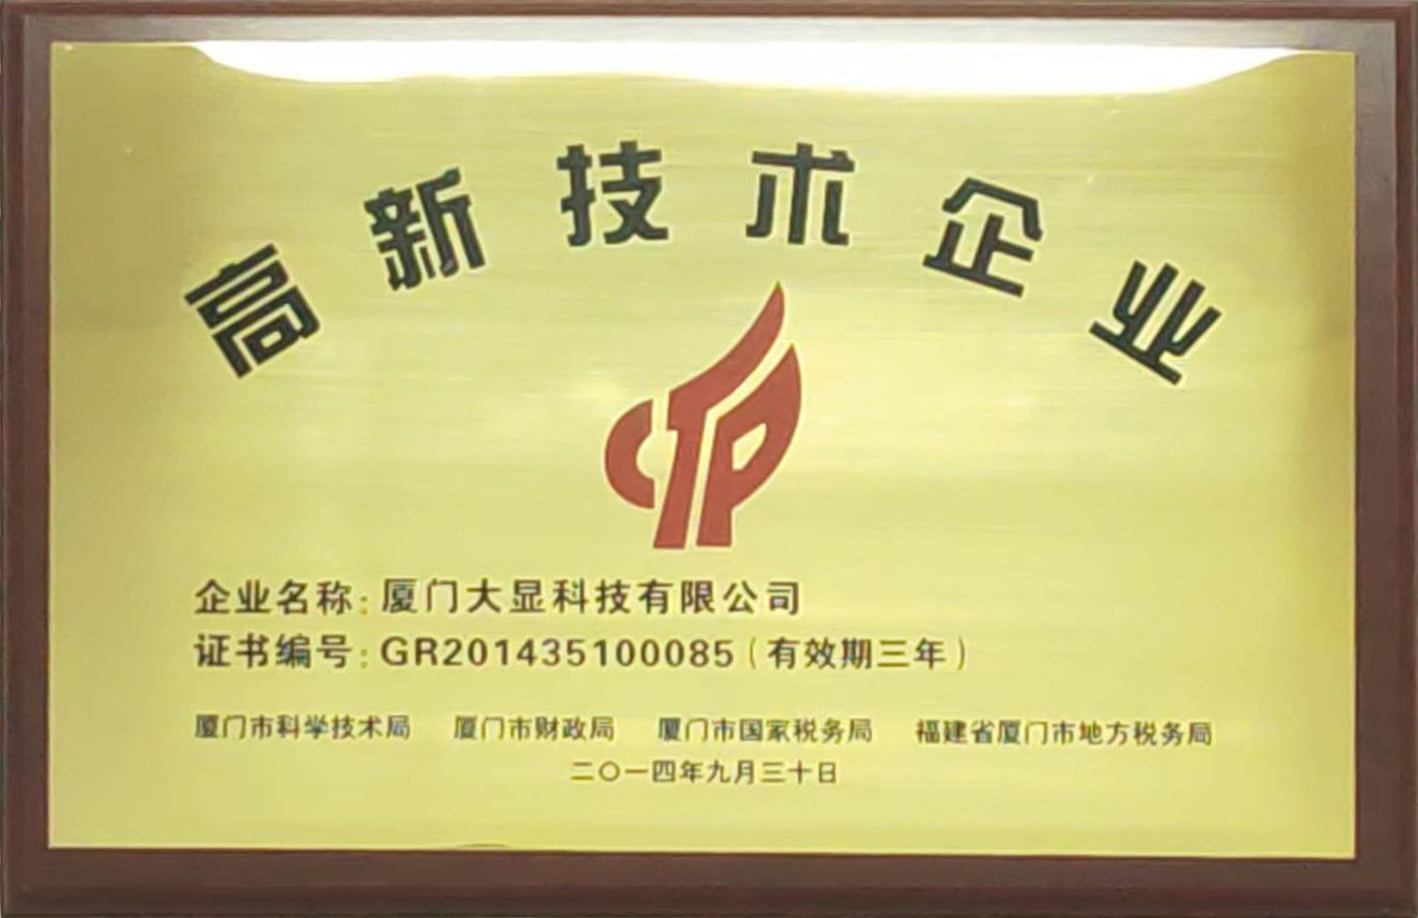 高新技术企业
企业名称：厦门大显科技有限公司
证书编号：GR201435100085（有效期三年）
厦门市科学技术局 厦门市财政局 厦门市国家税务局 福建省厦门市地方税务局
二〇一四年九月三十日